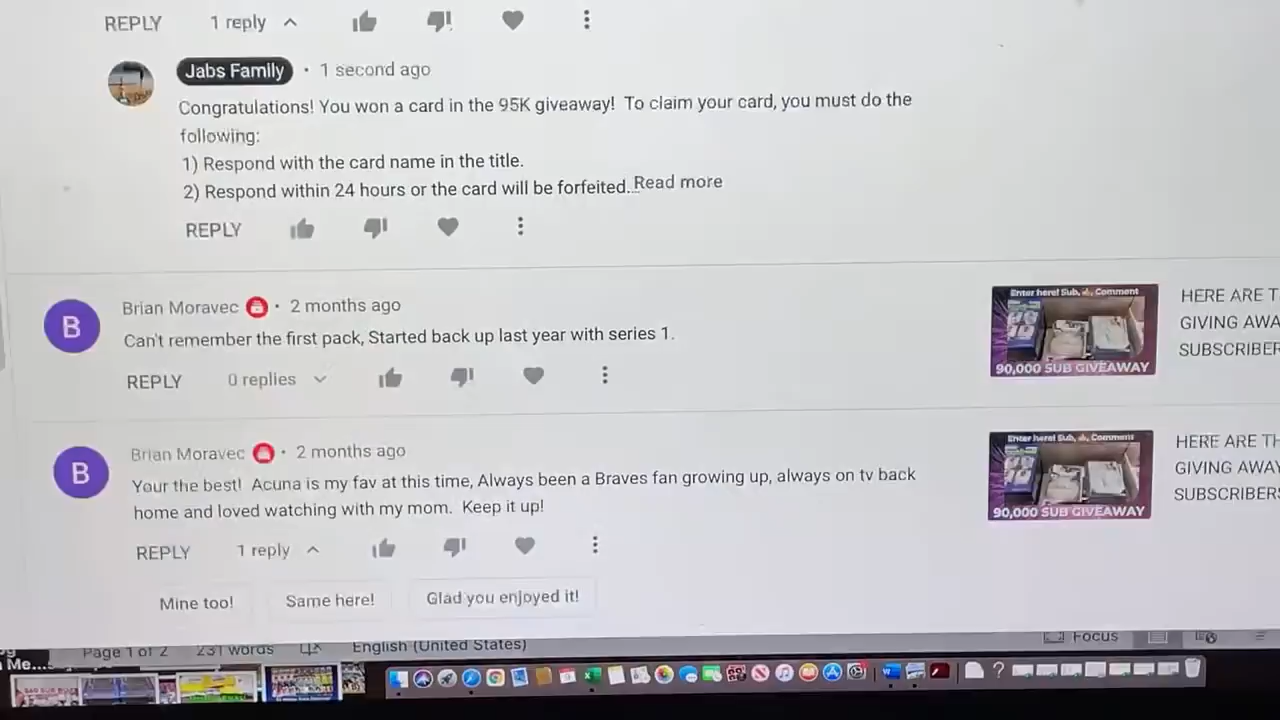 REPLY 1 reply
Jabs Family • 1 second ago
Congratulations! You won a card in the 95K giveaway! To claim your card, you must do the
following:
1) Respond with the card name in the title.
2) Respond within 24 hours or the card will be forfeited... Read more
REPLY
Brian Moravec • 2 months ago
Can't remember the first pack, Started back up last year with series 1.
REPLY 0 replies
Enter here! Sub, Comment
90,000 SUB GIVEAWAY
HERE ARE T
GIVING AWA
SUBSCRIBER
B
Brian Moravec • 2 months ago
Your the best! Acuna is my fav at this time, Always been a Braves fan growing up, always on tv back
home and loved watching with my mom. Keep it up!
REPLY 1 reply
Enter here! Sub, Comment
90,000 SUB GIVEAWAY
HERE ARE TH
GIVING AWAY
SUBSCRIBERS
B
Mine too! Same here! Glad you enjoyed it!
Page 1 of 2 231 words English (United States) Focus
Me...